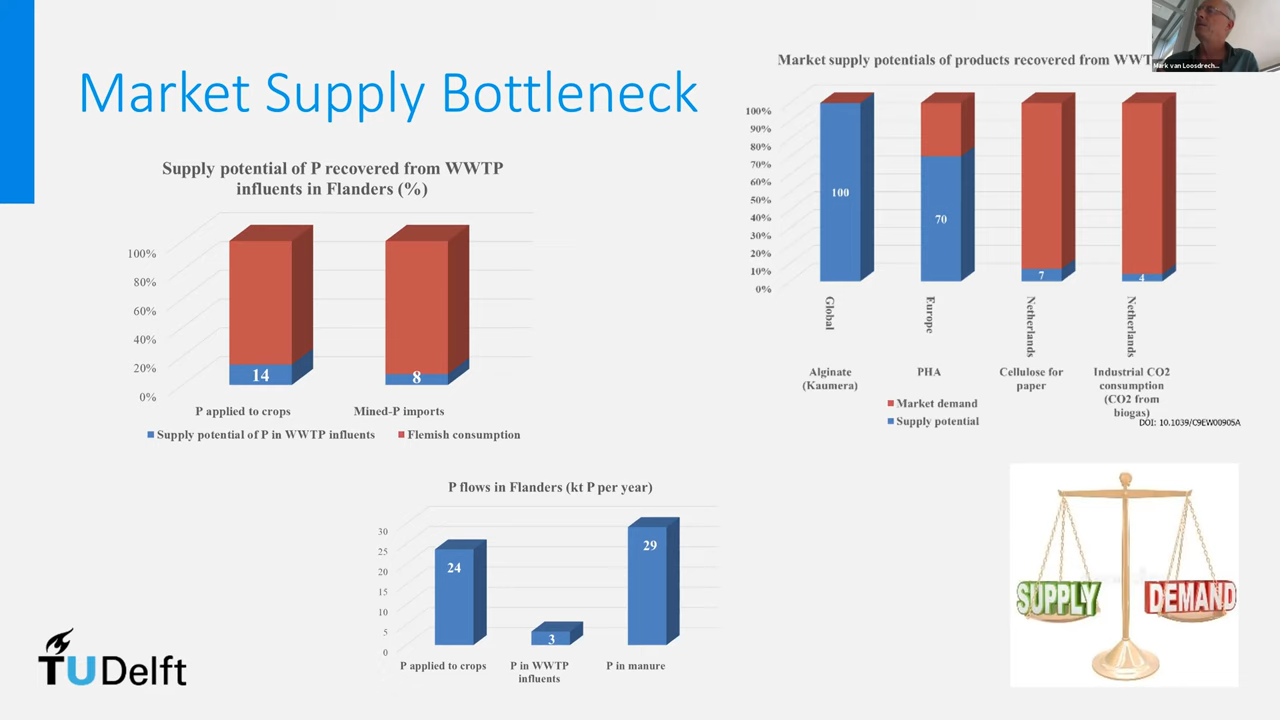 Market Supply Bottleneck
Supply potential of P recovered from WWTP
influents in Flanders (%)
100%
80%
60%
40%
20%
0%
14
8
P applied to crops
Mined-P imports
Supply potential of P in WWTP influents
Flemish consumption
Market supply potentials of products recovered from WWT
Mark van Loosdrech...
100%
90%
80%
70%
60%
50%
40%
30%
20%
10%
0%
100
70
7
4
Global
Europe
Netherlands
Netherlands
Alginate
(Kaumera)
PHA
Cellulose for
paper
Industrial CO2
consumption
(CO2 from
biogas)
Market demand
Supply potential
DOI: 10.1039/C9EW00905A
P flows in Flanders (kt P per year)
30
25
20
15
10
5
0
24
3
29
P applied to crops
P in WWTP
influents
P in manure
SUPPLY
DEMAND
TUDelft